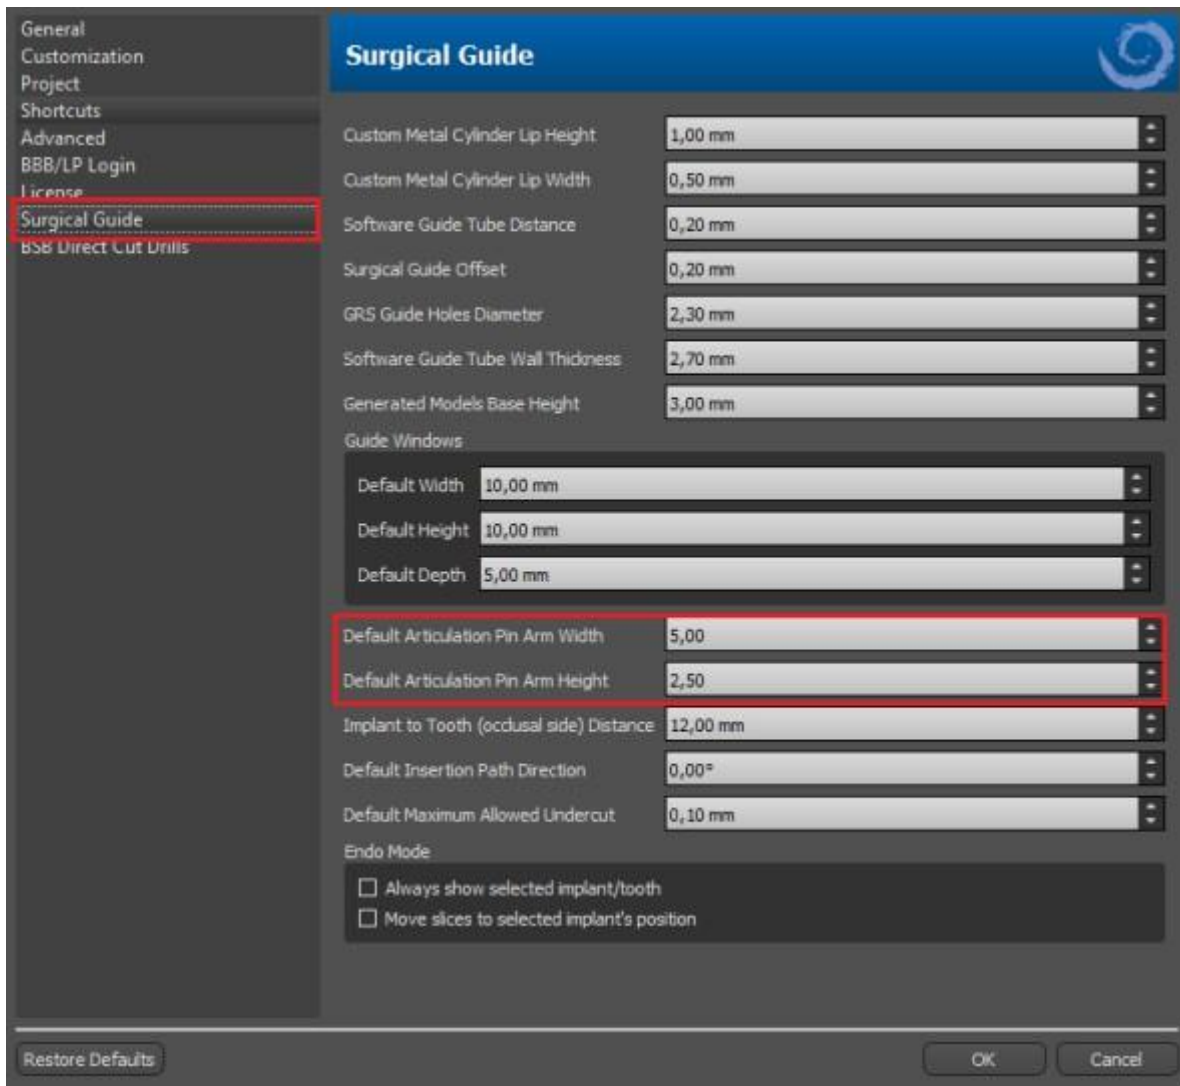 General
Customization
Project
Shortcuts
Advanced
BBB/LP Login
License
Surgical Guide
BSB Direct Cut Drills
Surgical Guide
Custom Metal Cylinder Lip Height 1,00 mm
Custom Metal Cylinder Lip Width 0,50 mm
Software Guide Tube Distance 0,20 mm
Surgical Guide Offset 0,20 mm
GRS Guide Holes Diameter 2,30 mm
Software Guide Tube Wall Thickness 2,70 mm
Generated Models Base Height 3,00 mm
Guide Windows
Default Width 10,00 mm
Default Height 10,00 mm
Default Depth 5,00 mm
Default Articulation Pin Arm Width 5,00
Default Articulation Pin Arm Height 2,50
Implant to Tooth (occlusal side) Distance 12,00 mm
Default Insertion Path Direction 0,00°
Default Maximum Allowed Undercut 0,10 mm
Endo Mode
Always show selected implant/tooth
Move slices to selected implant's position
Restore Defaults OK Cancel